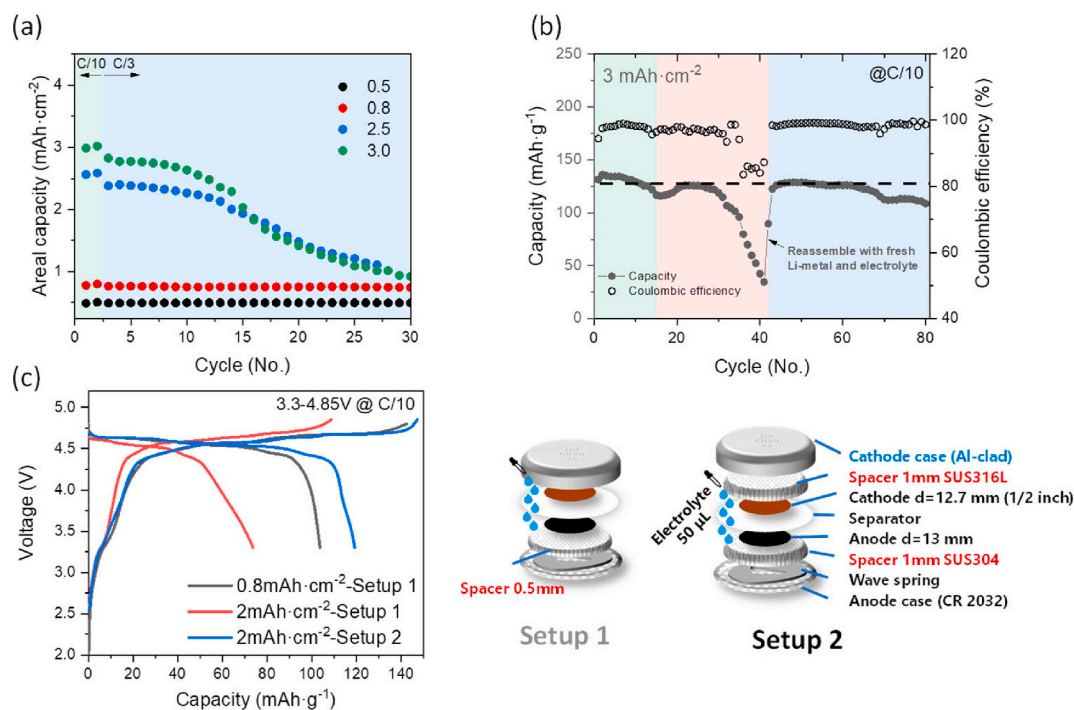 (a)
C/10 C/3
0.5
0.8
2.5
3.0
4
3
2
1
0 5 10 15 20 25 30
Areal capacity (mAh·cm-2)
Cycle (No.)
(b)
3 mAh·cm-2
@C/10
250
225
200
175
150
125
100
75
50
25
0
120
100
80
60
40
0 20 40 60 80
Capacity (mAh·g-1)
Coulombic efficiency (%)
Reassemble with fresh
Li-metal and electrolyte
Capacity
Coulombic efficiency
Cycle (No.)
(c)
3.3-4.85V @ C/10
5.0
4.5
4.0
3.5
3.0
2.5
2.0
0 20 40 60 80 100 120 140
Voltage (V)
0.8mAh·cm-2-Setup 1
2mAh·cm-2-Setup 1
2mAh·cm-2-Setup 2
Capacity (mAh·g-1)
Spacer 0.5mm
Setup 1
Electrolyte
50 µL
Cathode case (Al-clad)
Spacer 1mm SUS316L
Cathode d=12.7 mm (1/2 inch)
Separator
Anode d=13 mm
Spacer 1mm SUS304
Wave spring
Anode case (CR 2032)
Setup 2